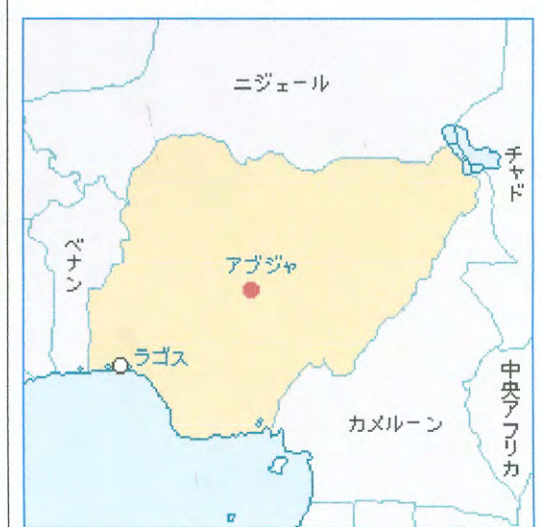 ニジェール
チャド
ベナン
アブジャ
ラゴス
カメルーン
中央アフリカ